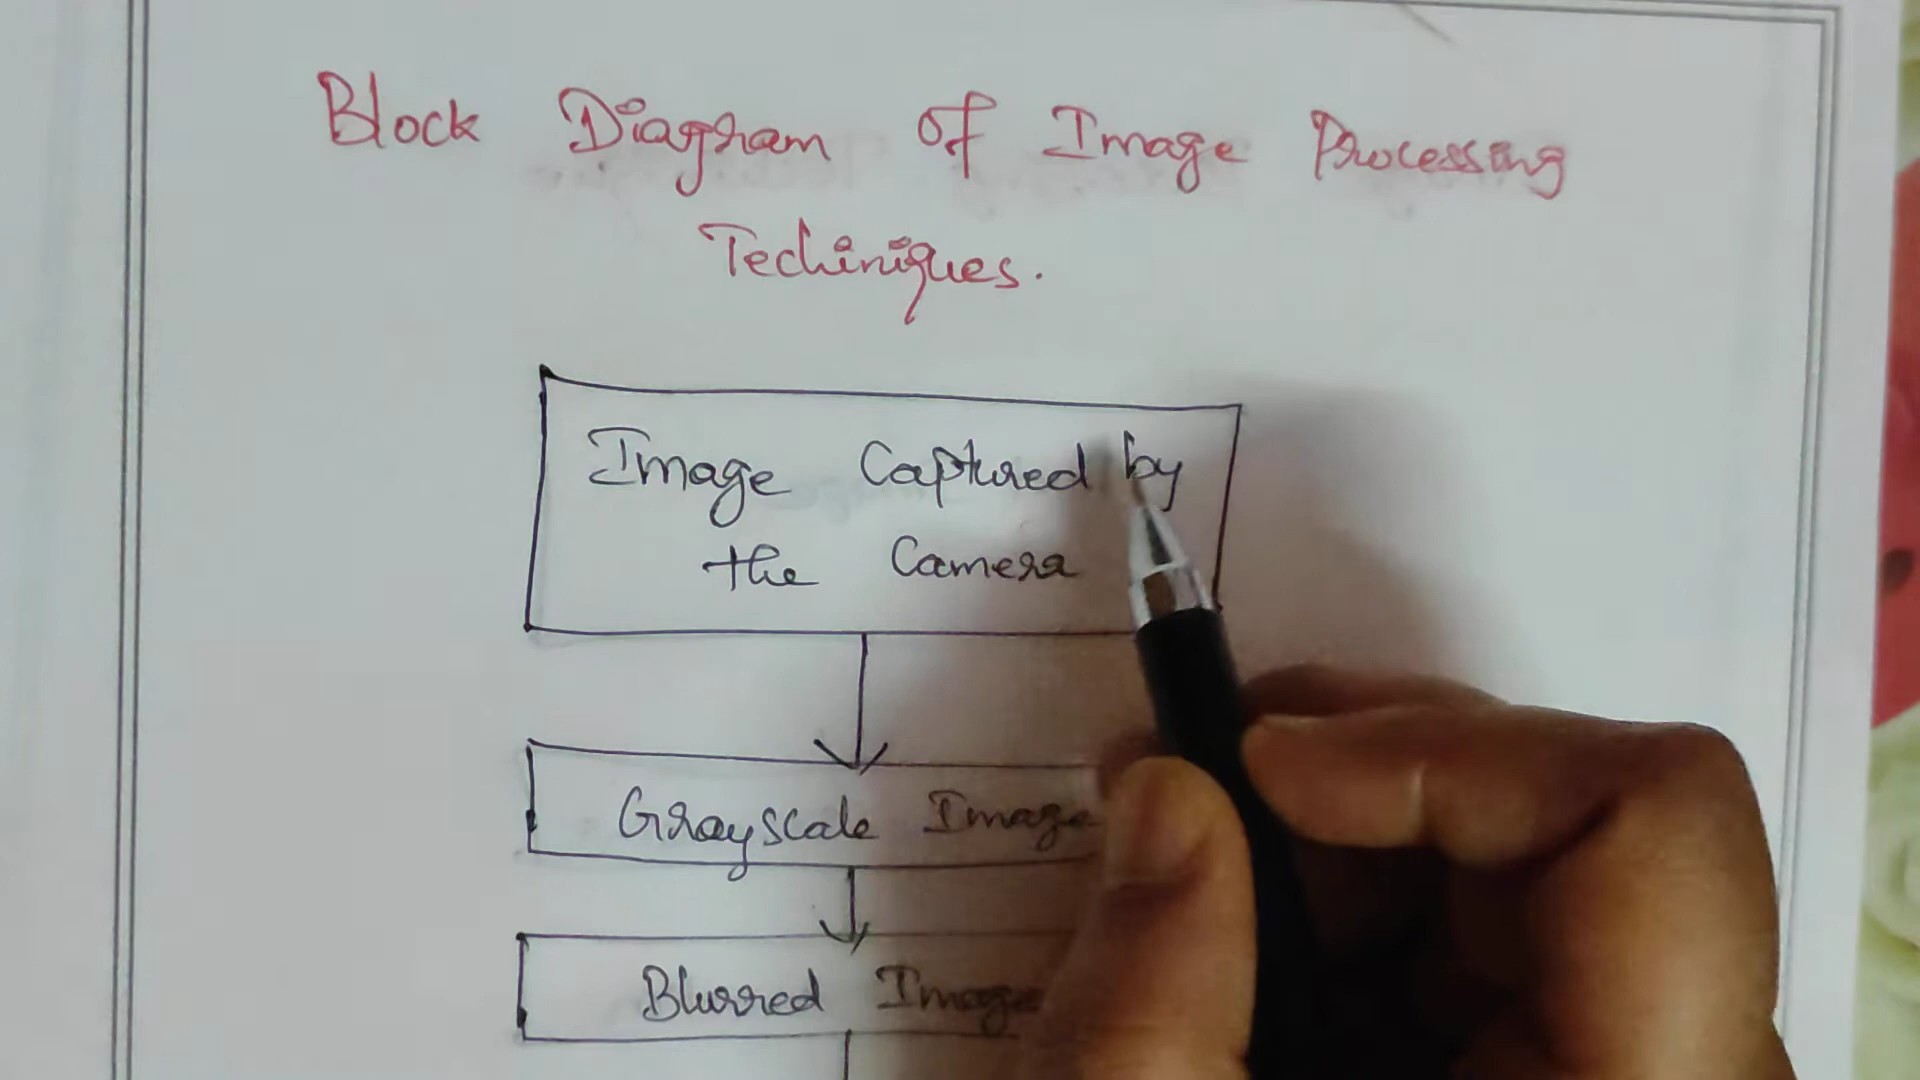 Block Diagram of Image Processing
Techiniques.
Image Captured by
the Camera
Grayscale Image
Blurred Image